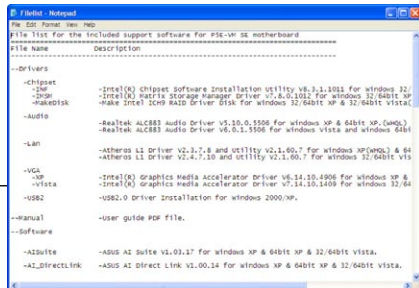 Filelist - Notepad
File Edit Format View Help
File list for the included support software for P5E-VM SE motherboard
File Name Description
--Drivers
-Chipset
-INF -Intel(R) Chipset Software Installation Utility V8.3.1.1011 for Windows 32/
-IMSM -Intel(R) Matrix Storage Manager Driver v7.8.0.1012 for Windows 32/64bit XP
-MakeDisk -Make Intel ICH9 RAID Driver Disk for Windows 32/64bit XP & 32/64bit Vista(
-Audio
-Realtek ALC883 Audio Driver v5.10.0.5506 for Windows XP & 64bit XP.(WHQL)
-Realtek ALC883 Audio Driver v6.0.1.5506 for Windows Vista and Windows 64bi
-Lan
-Atheros L1 Driver V2.3.7.8 and Utility V2.1.60.7 for Windows XP(WHQL) & 64
-Atheros L1 Driver V2.4.7.10 and Utility V2.1.60.7 for Windows 32/64bit Vis
-VGA
-XP -Intel(R) Graphics Media Accelerator Driver V6.14.10.4906 for Windows XP &
-Vista -Intel(R) Graphics Media Accelerator Driver V7.14.10.1409 for Windows 32/64
-USB2 -USB2.0 Driver Installation for Windows 2000/XP.
--Manual -User guide PDF file.
--Software
-AISuite -ASUS AI Suite v1.03.17 for Windows XP & 64bit XP & 32/64bit Vista.
-AI_DirectLink -ASUS AI Direct Link v1.00.14 for Windows XP & 64bit XP & 32/64bit Vista.